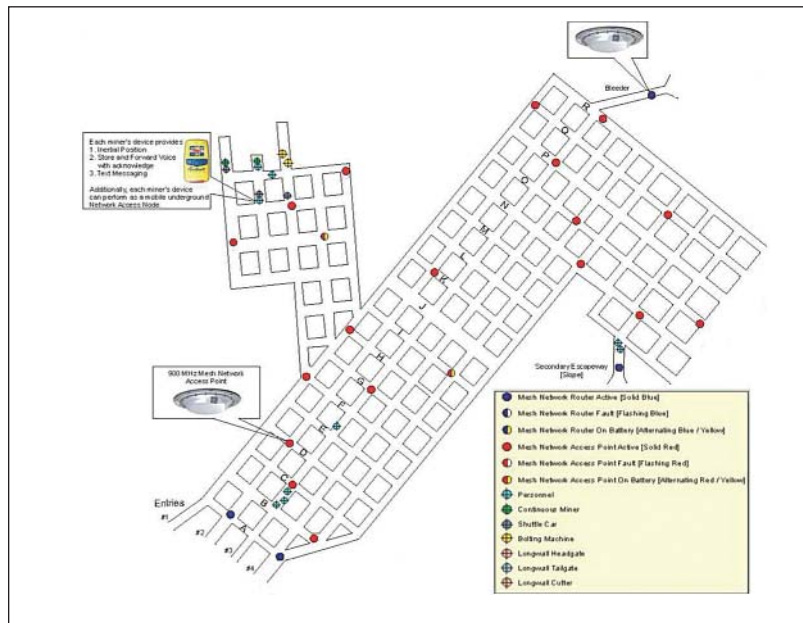 Bleeder
Each miner's device provides
1. Inertial Position
2. Store and Forward Voice
with acknowledge
3. Text Messaging
Additionally, each miner's device
can perform as a mobile underground
Network Access Node.
R
Q
P
O
N
M
L
K
J
I
H
G
F
E
D
C
B
A
900 MHz Mesh Network
Access Point
Secondary Escapeway
[Slope]
Entries
#1
#2
#3
#4
Mesh Network Router Active [Solid Blue]
Mesh Network Router Fault [Flashing Blue]
Mesh Network Router On Battery [Alternating Blue / Yellow]
Mesh Network Access Point Active [Solid Red]
Mesh Network Access Point Fault [Flashing Red]
Mesh Network Access Point On Battery [Alternating Red / Yellow]
Personnel
Continuous Miner
Shuttle Car
Bolting Machine
Longwall Headgate
Longwall Tailgate
Longwall Cutter